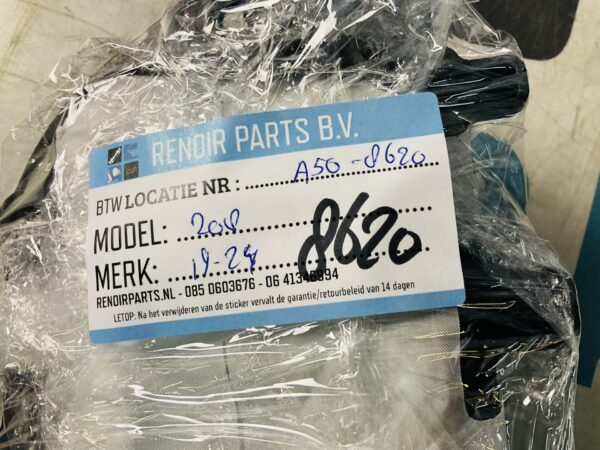 RENOIR PARTS B.V.
BTW LOCATIE NR : A50-8620
MODEL: 208
MERK: 19-24
8620
RENOIRPARTS.NL - 085 0603676 - 06 41345894
LETOP: Na het verwijderen van de sticker vervalt de garantie/retourbeleid van 14 dagen